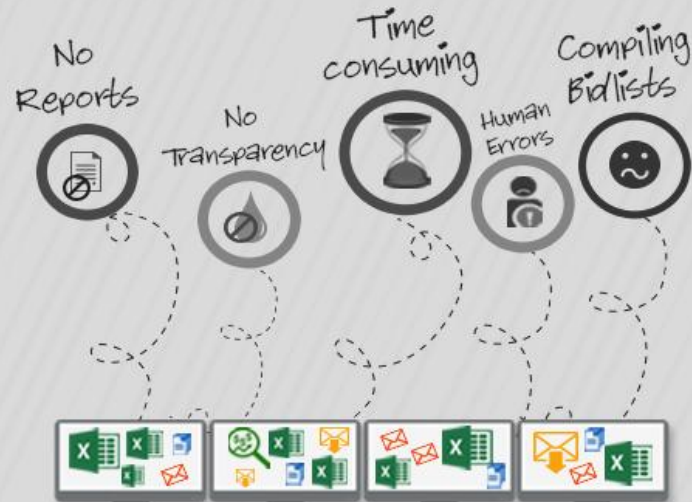 No
Reports
No
Transparency
Time
consuming
Human
Errors
Compiling
Bidlists